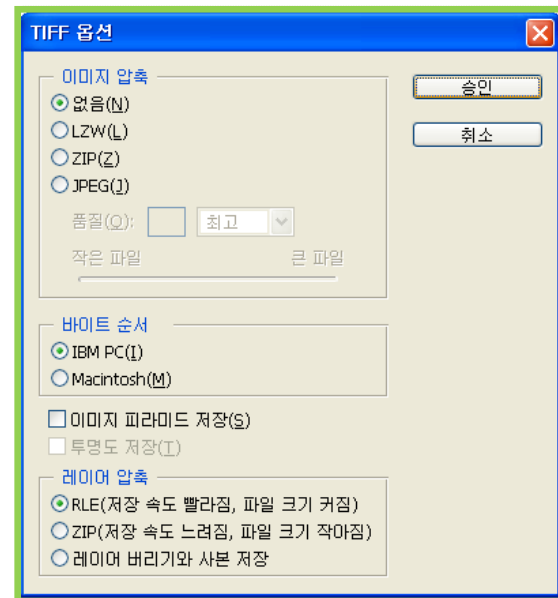 TIFF 옵션
이미지 압축
승인
없음(N)
LZW(L)
취소
ZIP(Z)
JPEG(J)
품질(Q): 최고
작은 파일 큰 파일
바이트 순서
IBM PC(I)
Macintosh(M)
이미지 피라미드 저장(S)
투명도 저장(T)
레이어 압축
RLE(저장 속도 빨라짐, 파일 크기 커짐)
ZIP(저장 속도 느려짐, 파일 크기 작아짐)
레이어 버리기와 사본 저장